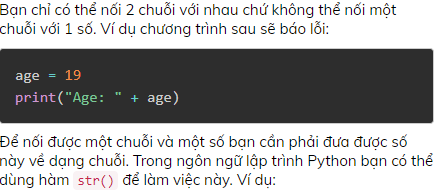 Bạn chỉ có thể nối 2 chuỗi với nhau chứ không thể nối một
chuỗi với 1 số. Ví dụ chương trình sau sẽ báo lỗi:
age = 19
print("Age: " + age)
Để nối được một chuỗi và một số bạn cần phải đưa được số
này về dạng chuỗi. Trong ngôn ngữ lập trình Python bạn có thể
dùng hàm str() để làm việc này. Ví dụ: